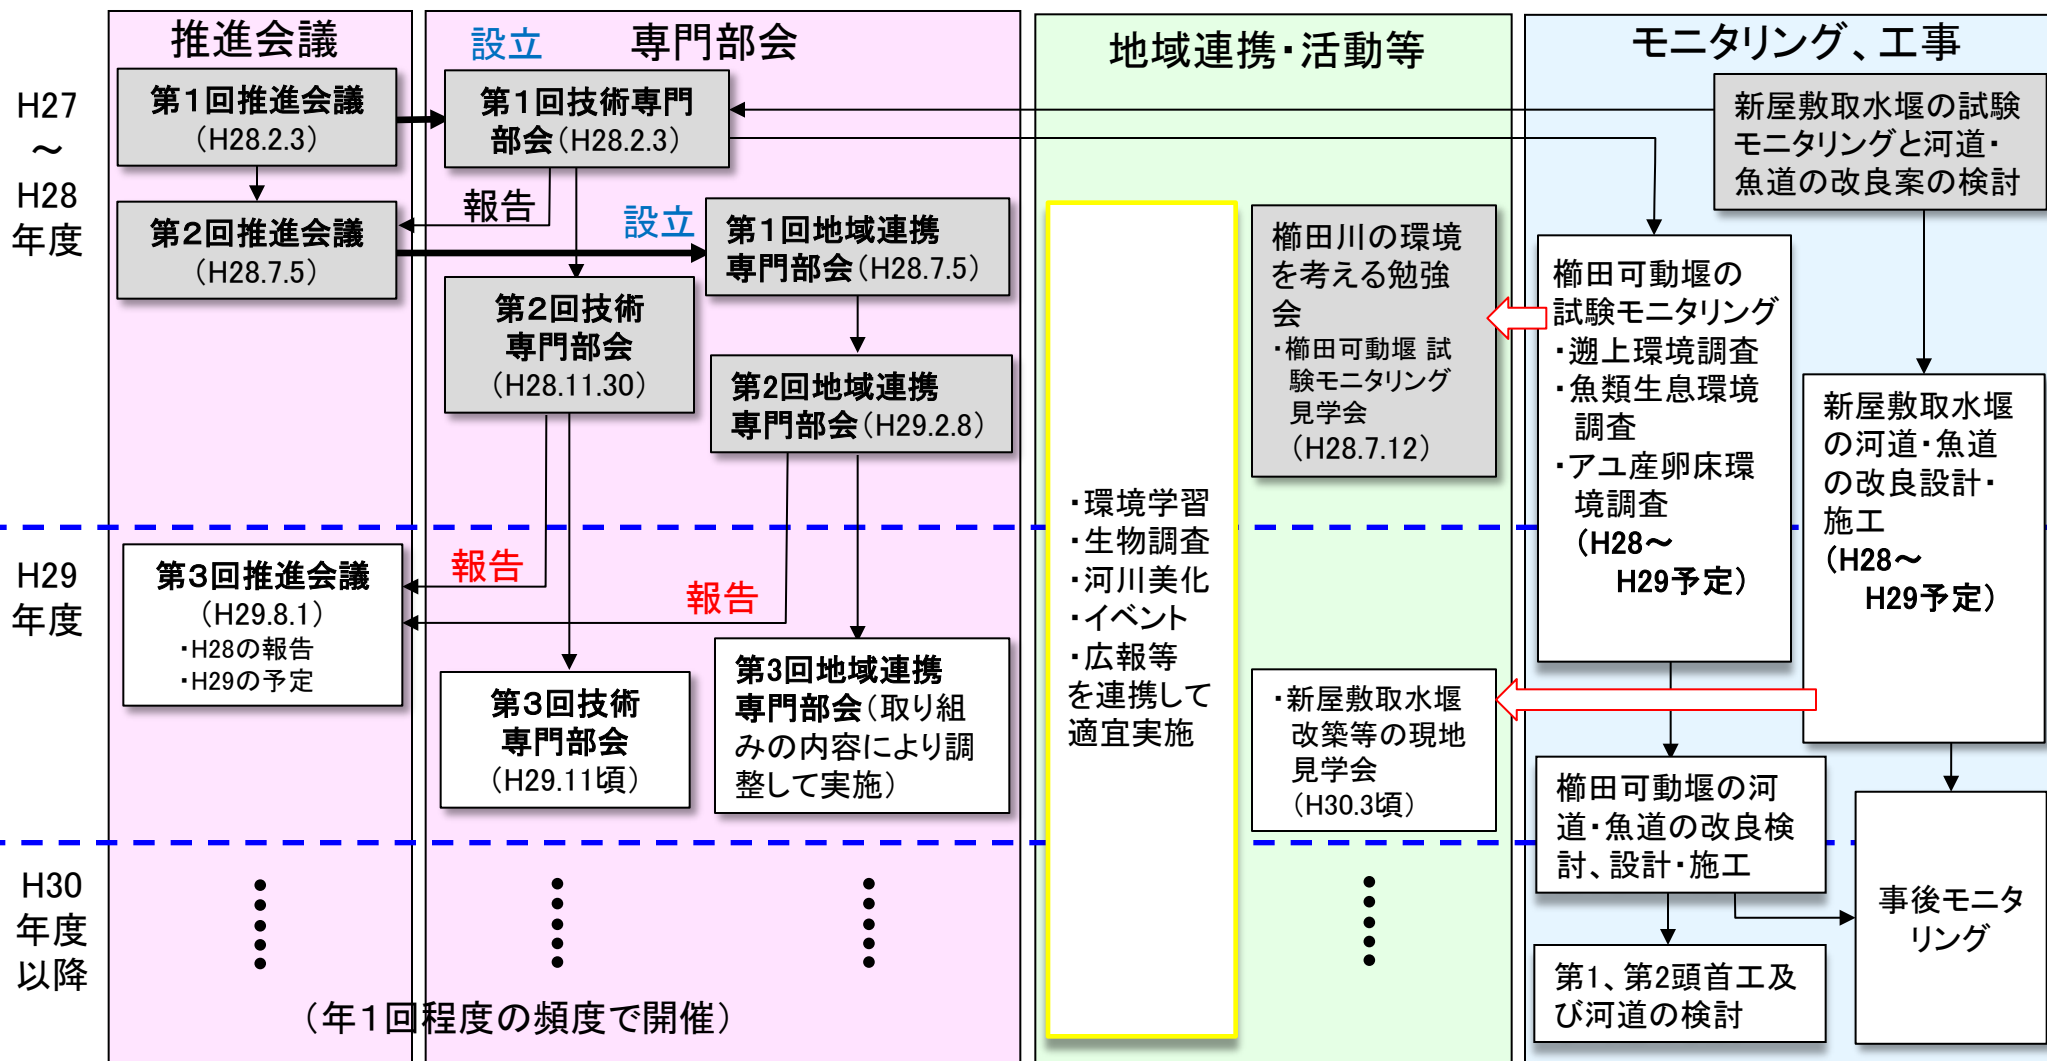 推進会議
設立
専門部会
地域連携・活動等
モニタリング、工事
H27
～
H28
年度
第1回推進会議
(H28.2.3)
第1回技術専門
部会(H28.2.3)
新屋敷取水堰の試験
モニタリングと河道・
魚道の改良案の検討
報告
第2回推進会議
(H28.7.5)
設立
第1回地域連携
専門部会(H28.7.5)
櫛田川の環境
を考える勉強
会
・櫛田可動堰 試
験モニタリング
見学会
(H28.7.12)
櫛田可動堰の
試験モニタリング
・遡上環境調査
・魚類生息環境
調査
・アユ産卵床環
境調査
(H28～
H29予定)
第2回技術
専門部会
(H28.11.30)
第2回地域連携
専門部会(H29.2.8)
新屋敷取水堰
の河道・魚道
の改良設計・
施工
(H28～
H29予定)
・環境学習
・生物調査
・河川美化
・イベント
・広報等
を連携して
適宜実施
H29
年度
第3回推進会議
(H29.8.1)
・H28の報告
・H29の予定
報告
報告
第3回技術
専門部会
(H29.11頃)
第3回地域連携
専門部会(取り組
みの内容により調
整して実施)
・新屋敷取水堰
改築等の現地
見学会
(H30.3頃)
櫛田可動堰の河
道・魚道の改良検
討、設計・施工
H30
年度
以降
事後モニタ
リング
第1、第2頭首工及
び河道の検討
(年1回程度の頻度で開催)